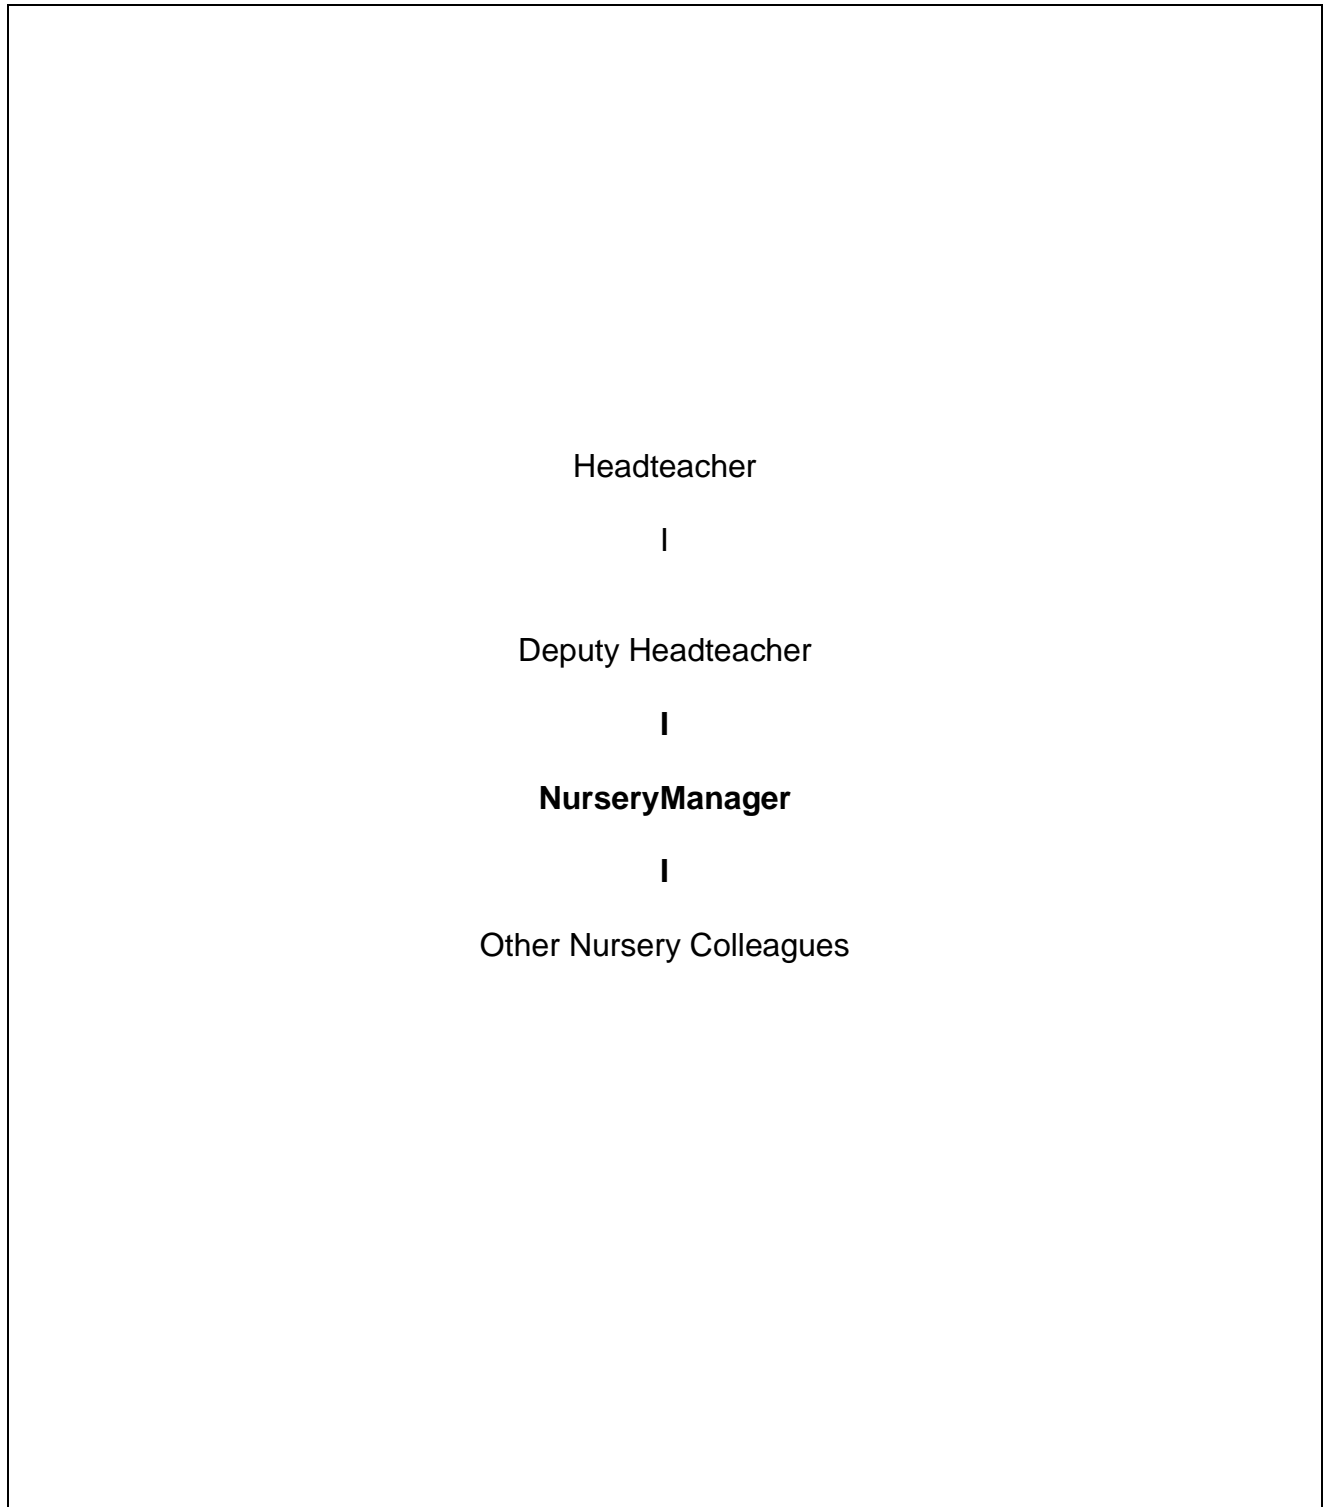 Headteacher
I
Deputy Headteacher
I
NurseryManager
I
Other Nursery Colleagues